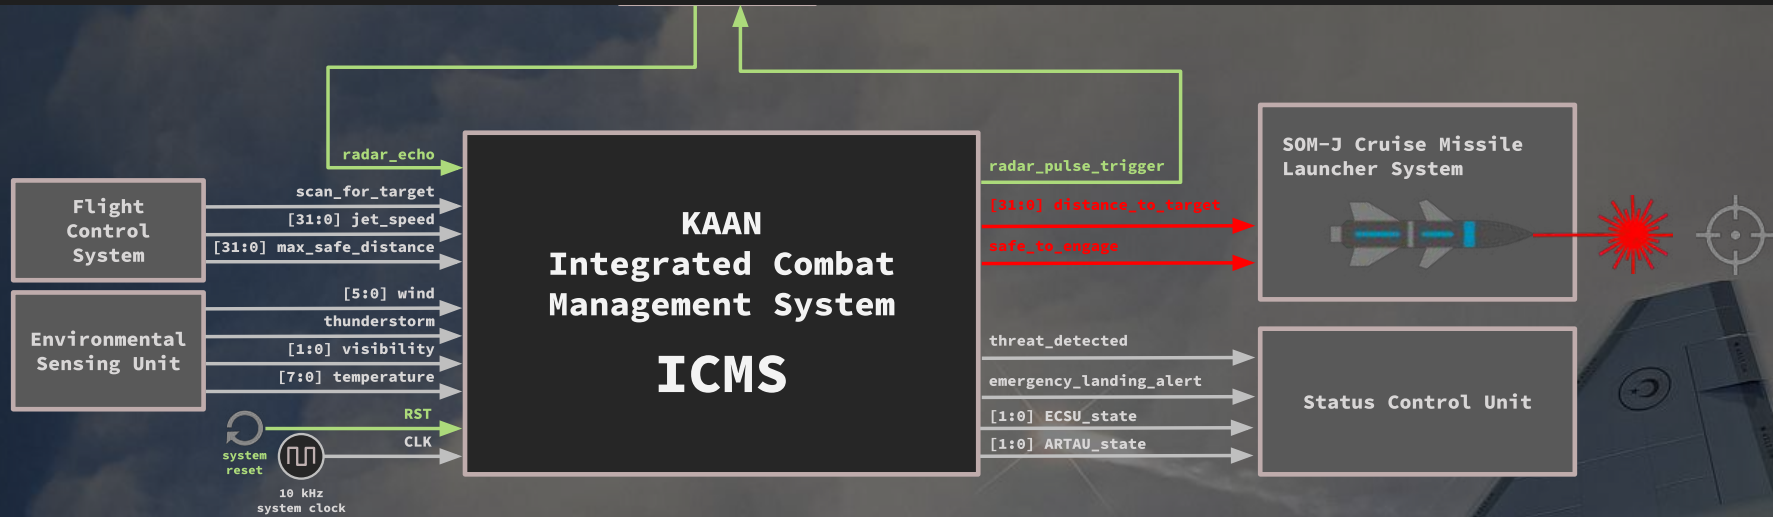 radar_echo
scan_for_target
[31:0] jet_speed
[31:0] max_safe_distance
Flight
Control
System
[5:0] wind
thunderstorm
[1:0] visibility
[7:0] temperature
Environmental
Sensing Unit
RST
CLK
system
reset
10 kHz
system clock
KAAN
Integrated Combat
Management System
ICMS
radar_pulse_trigger
[31:0] distance_to_target
safe_to_engage
threat_detected
emergency_landing_alert
[1:0] ECSU_state
[1:0] ARTAU_state
SOM-J Cruise Missile
Launcher System
Status Control Unit